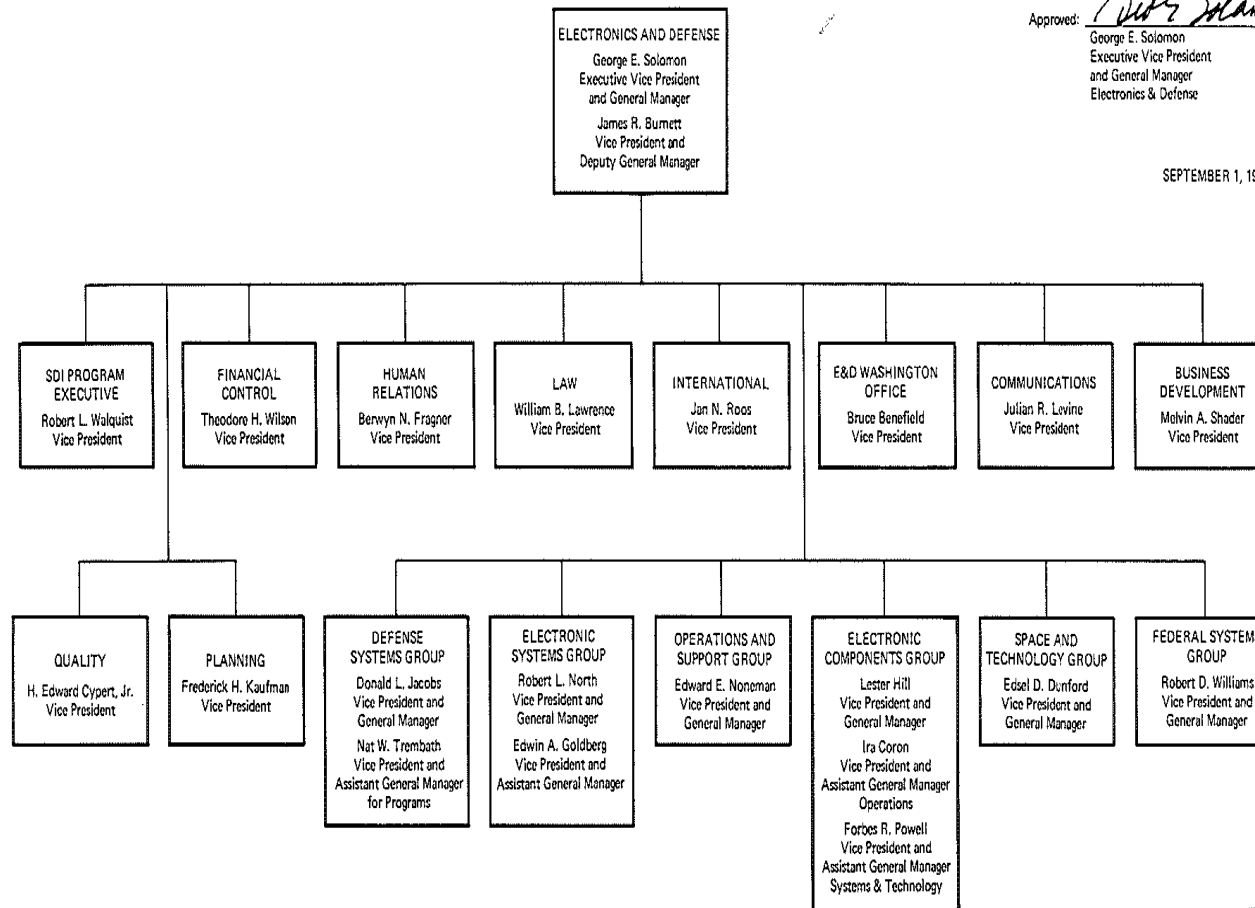 Approved:
George E. Solomon
Executive Vice President
and General Manager
Electronics & Defense
SEPTEMBER 1,
ELECTRONICS AND DEFENSE
George E. Solomon
Executive Vice President
and General Manager
James R. Burnett
Vice President and
Deputy General Manager
SDI PROGRAM
EXECUTIVE
Robert L. Walquist
Vice President
FINANCIAL
CONTROL
Theodore H. Wilson
Vice President
HUMAN
RELATIONS
Berwyn N. Fragner
Vice President
LAW
William B. Lawrence
Vice President
INTERNATIONAL
Jan N. Roos
Vice President
E&D WASHINGTON
OFFICE
Bruce Benefield
Vice President
COMMUNICATIONS
Julian R. Levine
Vice President
BUSINESS
DEVELOPMENT
Melvin A. Shader
Vice President
QUALITY
H. Edward Cypert, Jr.
Vice President
PLANNING
Frederick H. Kaufman
Vice President
DEFENSE
SYSTEMS GROUP
Donald L. Jacobs
Vice President and
General Manager
Nat W. Trembath
Vice President and
Assistant General Manager
for Programs
ELECTRONIC
SYSTEMS GROUP
Robert L. North
Vice President and
General Manager
Edwin A. Goldberg
Vice President and
Assistant General Manager
OPERATIONS AND
SUPPORT GROUP
Edward E. Noneman
Vice President and
General Manager
ELECTRONIC
COMPONENTS GROUP
Lester Hill
Vice President and
General Manager
Ira Coron
Vice President and
Assistant General Manager
Operations
Forbes R. Powell
Vice President and
Assistant General Manager
Systems & Technology
SPACE AND
TECHNOLOGY GROUP
Edsel D. Dunford
Vice President and
General Manager
FEDERAL SYSTEM
GROUP
Robert D. Williams
Vice President and
General Manager